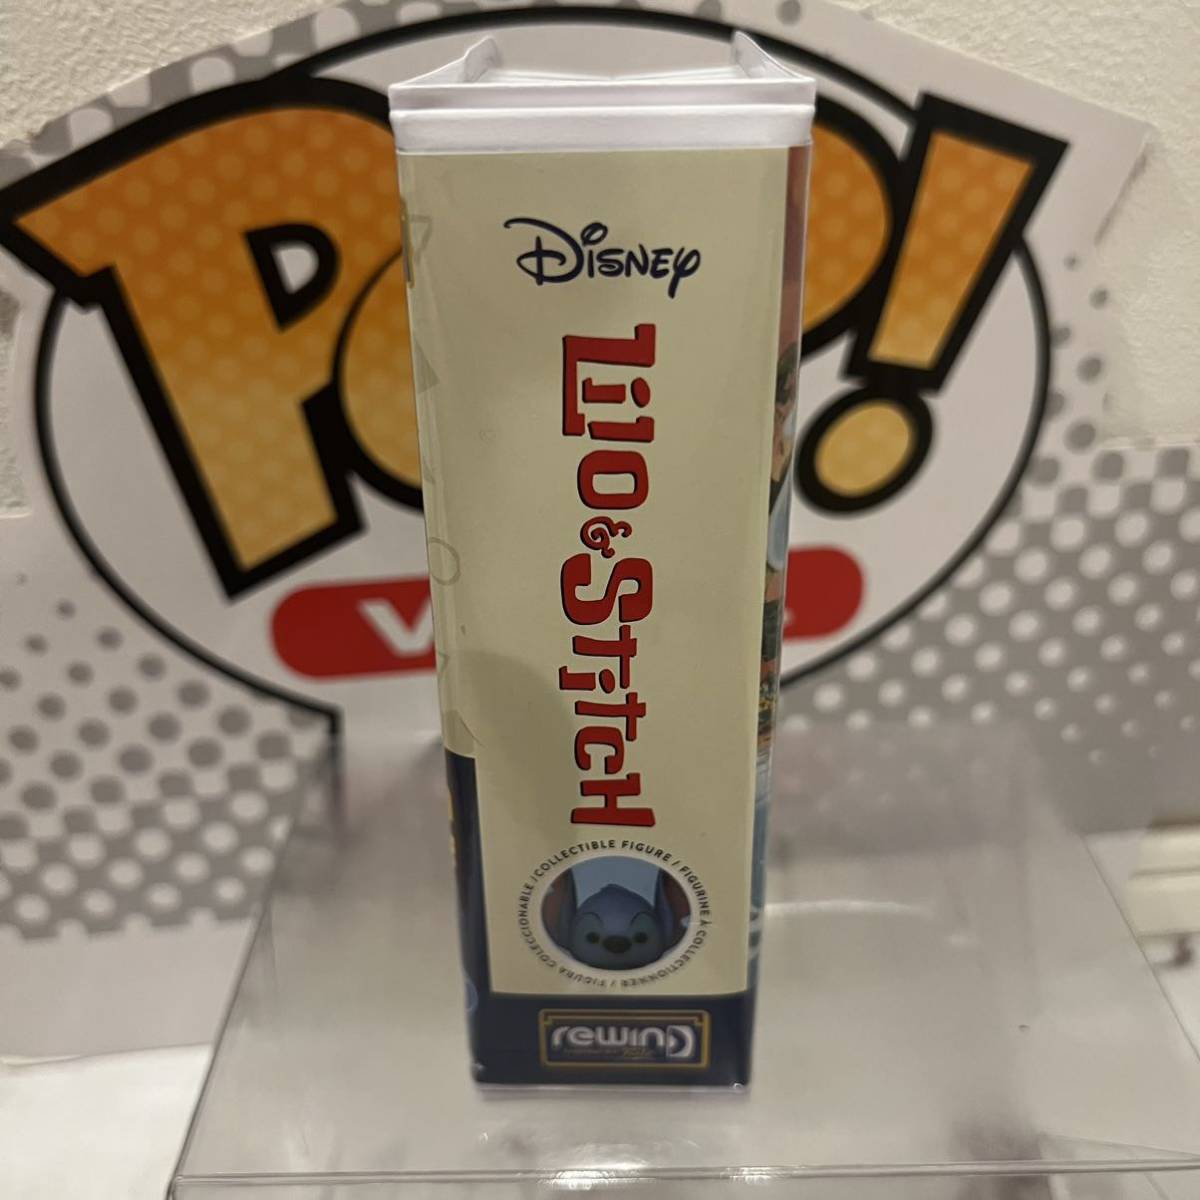 POP!
Disney
Lilo & Stitch
COLLECTIBLE FIGURE / FIGURINE À COLLECTIONNER / FIGURA COLECCIONABLE /
rewind